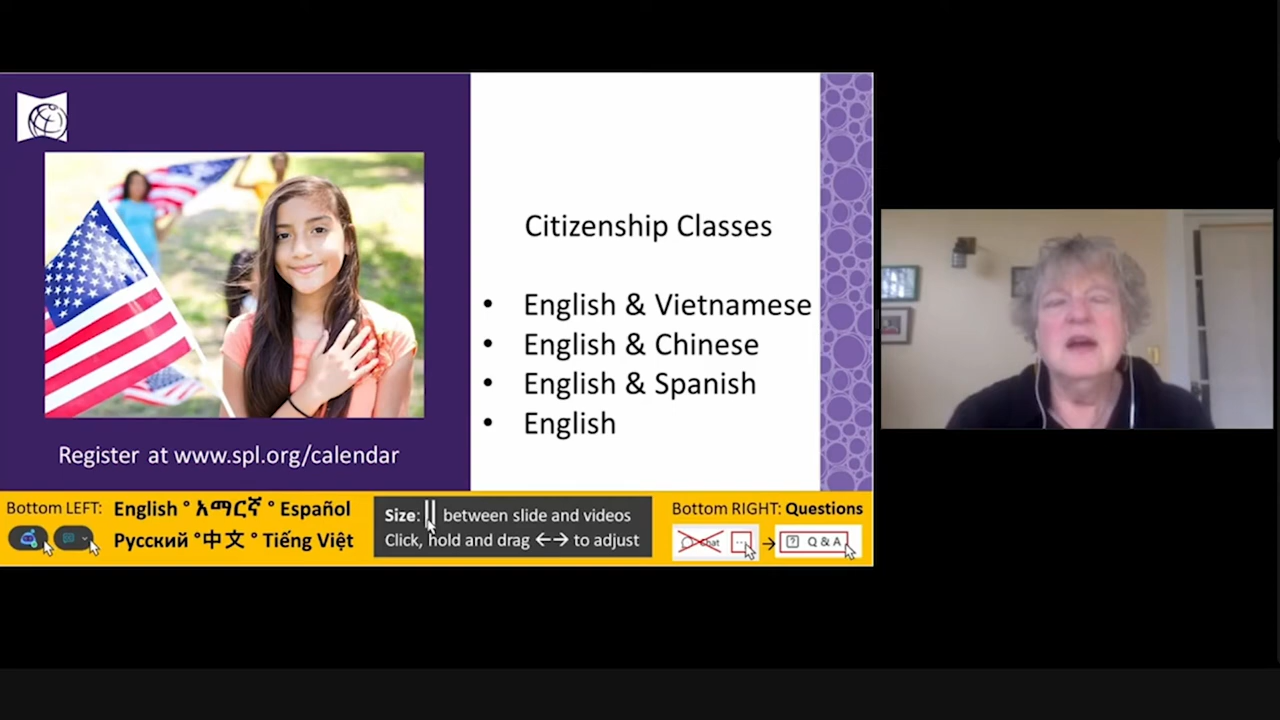 Citizenship Classes
• English & Vietnamese
• English & Chinese
• English & Spanish
• English
Register at www.spl.org/calendar
Bottom LEFT: English ° አማርኛ ° Español
Русский °中文 ° Tiếng Việt
Size: || between slide and videos
Click, hold and drag ←→ to adjust
Bottom RIGHT: Questions
Chat ... → ? Q & A